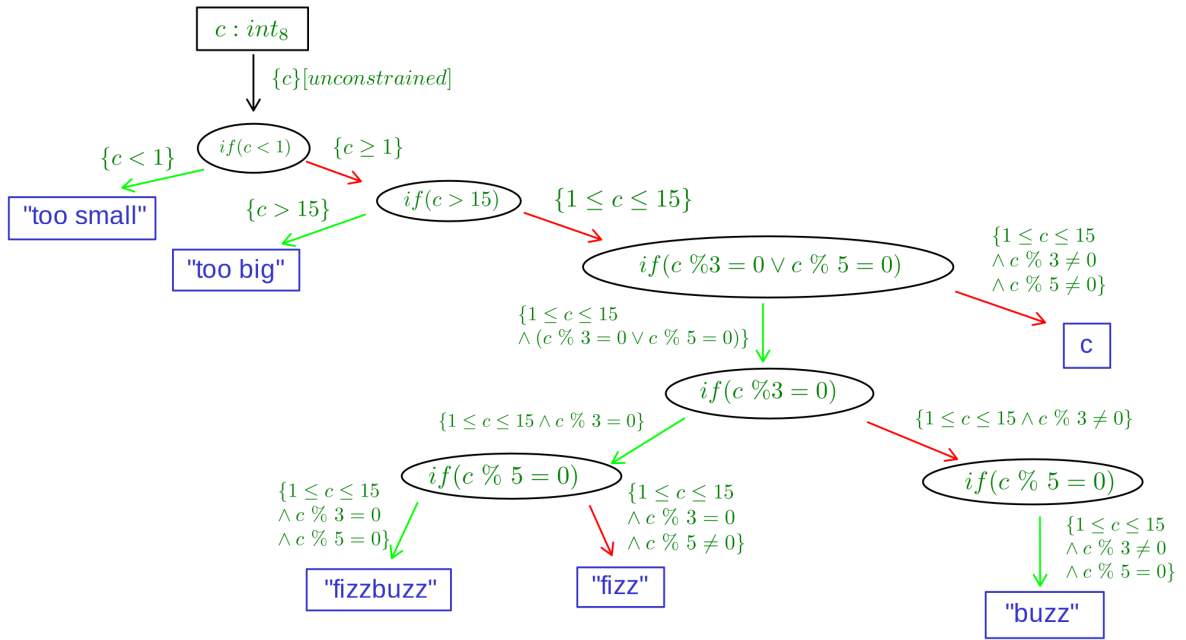 c : int₈
{c}[unconstrained]
if(c < 1)
{c < 1}
{c ≥ 1}
"too small"
if(c > 15)
{c > 15}
{1 ≤ c ≤ 15}
"too big"
if(c %3 = 0 ∨ c % 5 = 0)
{1 ≤ c ≤ 15
∧ c % 3 ≠ 0
∧ c % 5 ≠ 0}
c
{1 ≤ c ≤ 15
∧ (c % 3 = 0 ∨ c % 5 = 0)}
if(c %3 = 0)
{1 ≤ c ≤ 15 ∧ c % 3 = 0}
{1 ≤ c ≤ 15 ∧ c % 3 ≠ 0}
if(c % 5 = 0)
if(c % 5 = 0)
{1 ≤ c ≤ 15
∧ c % 3 = 0
∧ c % 5 = 0}
{1 ≤ c ≤ 15
∧ c % 3 = 0
∧ c % 5 ≠ 0}
{1 ≤ c ≤ 15
∧ c % 3 ≠ 0
∧ c % 5 = 0}
"fizzbuzz"
"fizz"
"buzz"